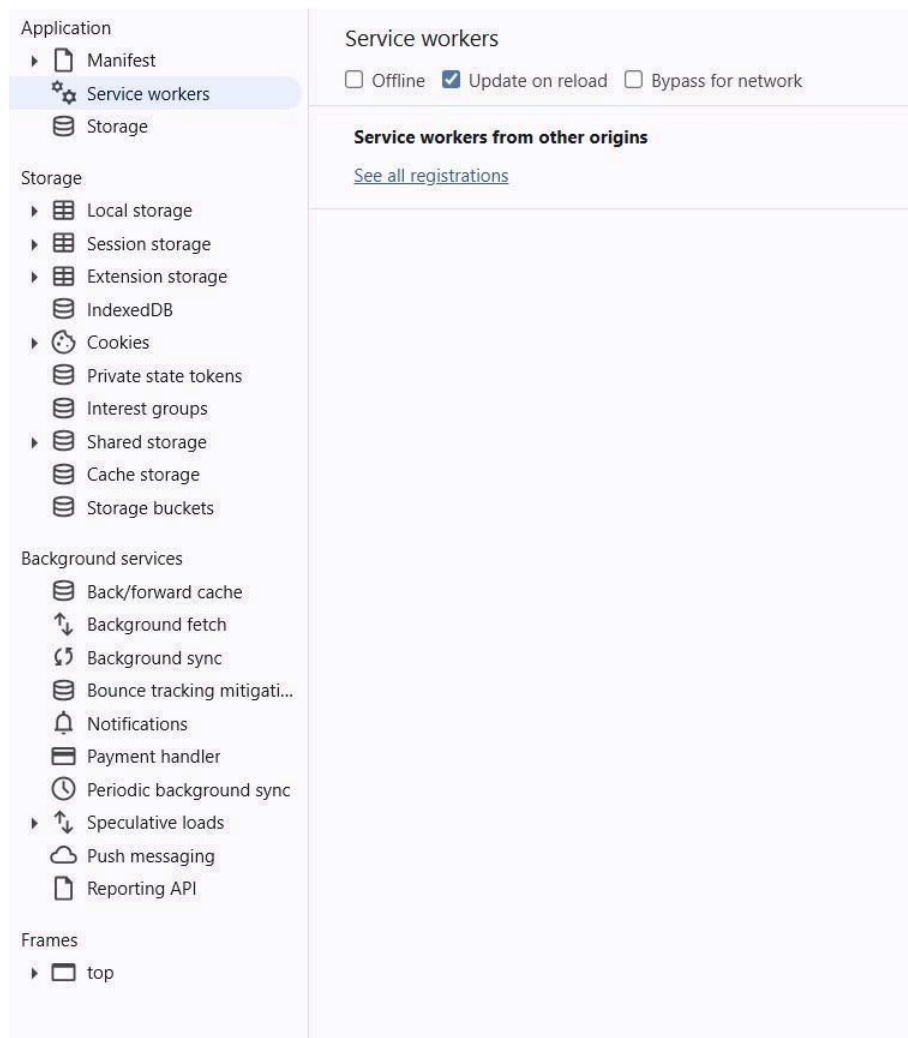 Application
Manifest
Service workers
Storage
Storage
Local storage
Session storage
Extension storage
IndexedDB
Cookies
Private state tokens
Interest groups
Shared storage
Cache storage
Storage buckets
Background services
Back/forward cache
Background fetch
Background sync
Bounce tracking mitigati...
Notifications
Payment handler
Periodic background sync
Speculative loads
Push messaging
Reporting API
Frames
top
Service workers
Offline Update on reload Bypass for network
Service workers from other origins
See all registrations